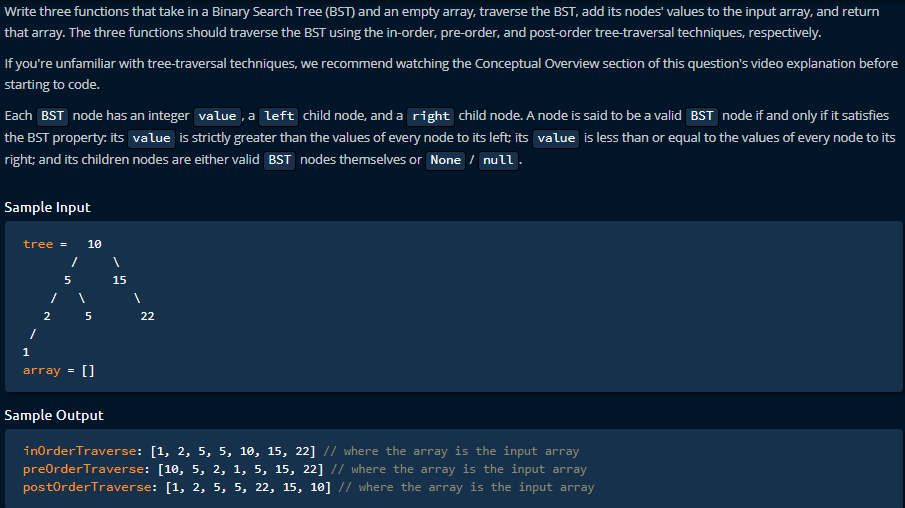 Write three functions that take in a Binary Search Tree (BST) and an empty array, traverse the BST, add its nodes' values to the input array, and return
that array. The three functions should traverse the BST using the in-order, pre-order, and post-order tree-traversal techniques, respectively.
If you're unfamiliar with tree-traversal techniques, we recommend watching the Conceptual Overview section of this question's video explanation before
starting to code.
Each BST node has an integer value, a left child node, and a right child node. A node is said to be a valid BST node if and only if it satisfies
the BST property: its value is strictly greater than the values of every node to its left; its value is less than or equal to the values of every node to its
right; and its children nodes are either valid BST nodes themselves or None / null.
Sample Input
tree =   10
       /     \
      5      15
    /   \       \
   2     5       22
 /
1
array = []
Sample Output
inOrderTraverse: [1, 2, 5, 5, 10, 15, 22] // where the array is the input array
preOrderTraverse: [10, 5, 2, 1, 5, 15, 22] // where the array is the input array
postOrderTraverse: [1, 2, 5, 5, 22, 15, 10] // where the array is the input array